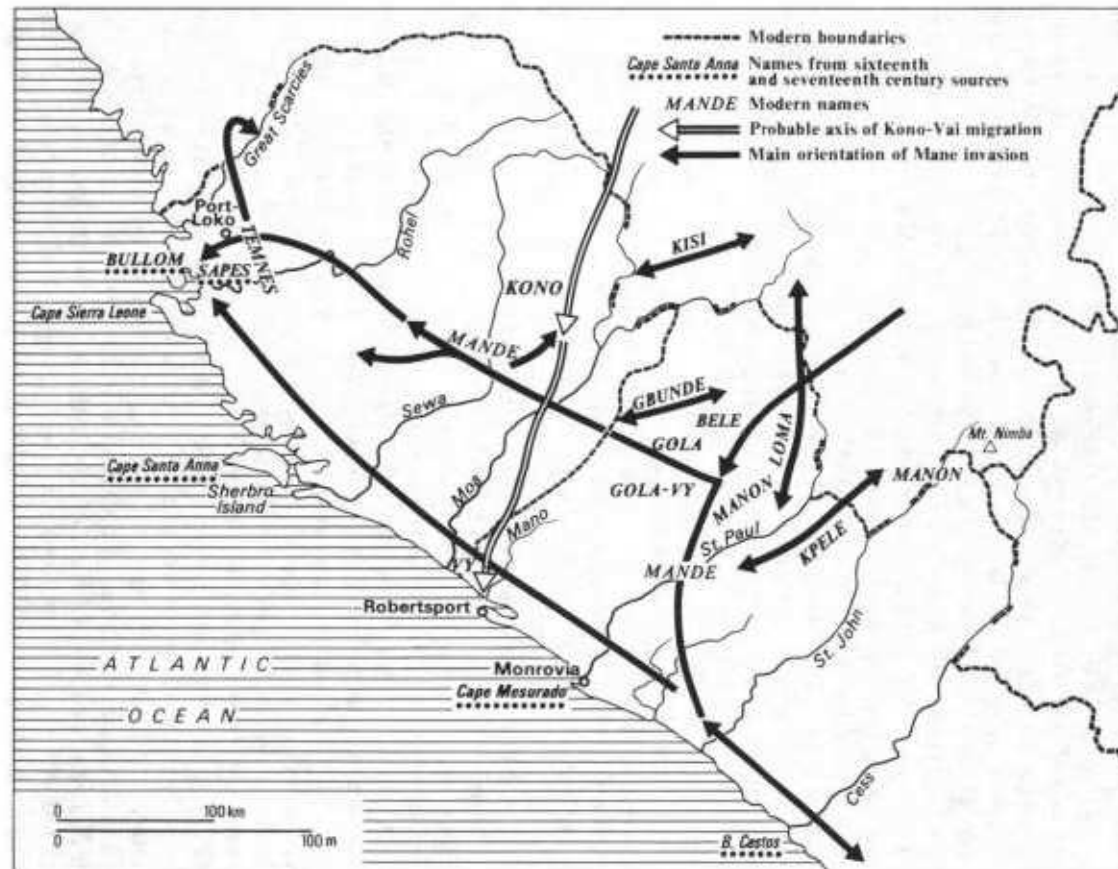 Modern boundaries
Cape Santa Anna Names from sixteenth
and seventeenth century sources
MANDE Modern names
Probable axis of Kono-Vai migration
Main orientation of Mane invasion
Great Scarcies
Port-
Loko
TEMNES
BULLOM
SAPES
Cape Sierra Leone
Rohel
KONO
KISI
MANDE
GBUNDE
BELE
LOMA
GOLA
Sewa
Mt. Nimba
MANON
Cape Santa Anna
Sherbro
Island
Mos
GOLA-VY
MANON
Mano
St. Paul
KPELE
VY
MANDE
Robertsport
St. John
ATLANTIC
OCEAN
Monrovia
Cape Mesurado
Cess
0 100 km
0 100 m
B. Cestos